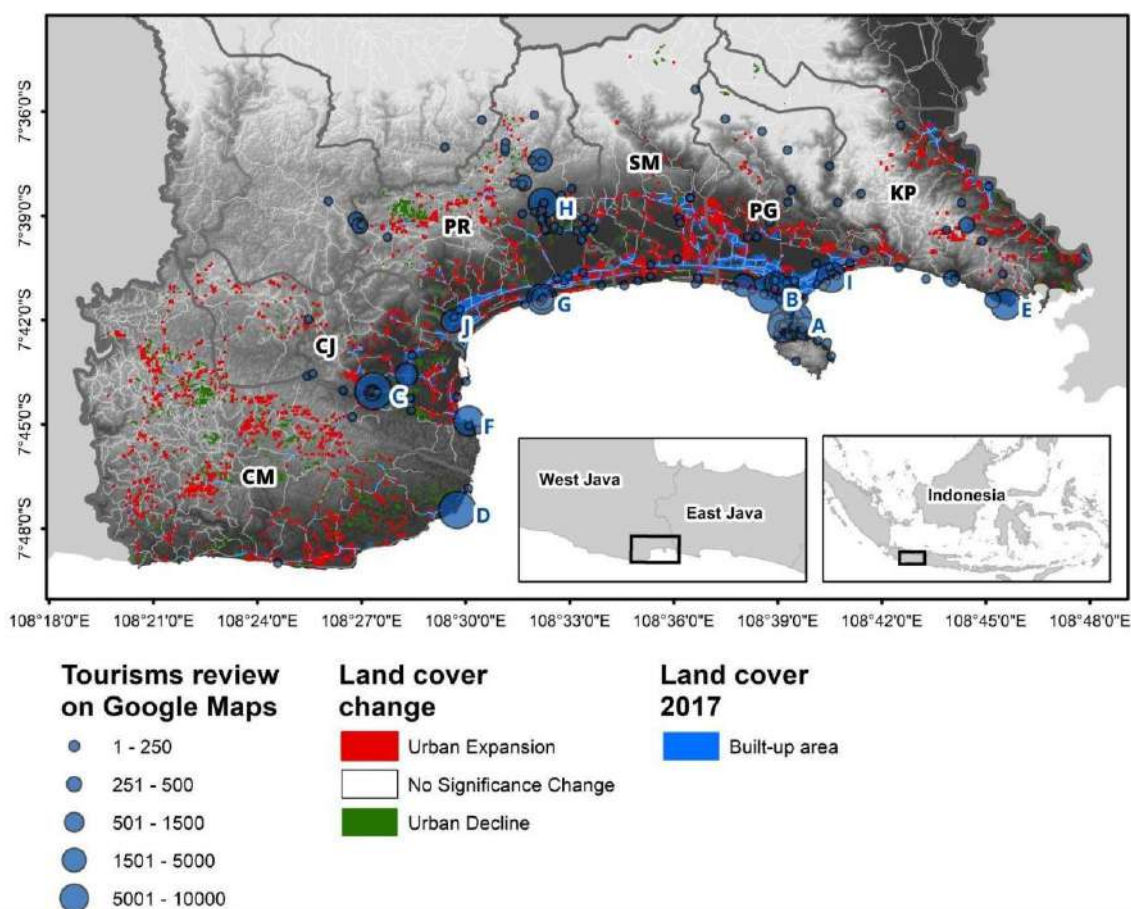 7°36'0"S
7°39'0"S
7°42'0"S
7°45'0"S
7°48'0"S
SM
KP
PG
PR
H
I
B
G
E
J
A
CJ
C
F
CM
D
West Java
East Java
Indonesia
108°18'0"E
108°21'0"S
108°24'0"S
108°27'0"S
108°30'0"S
108°33'0"S
108°36'0"S
108°39'0"S
108°42'0"S
108°45'0"S
108°48'0"S
Tourisms review
on Google Maps
1 - 250
251 - 500
501 - 1500
1501 - 5000
5001 - 10000
Land cover
change
Urban Expansion
No Significance Change
Urban Decline
Land cover
2017
Built-up area